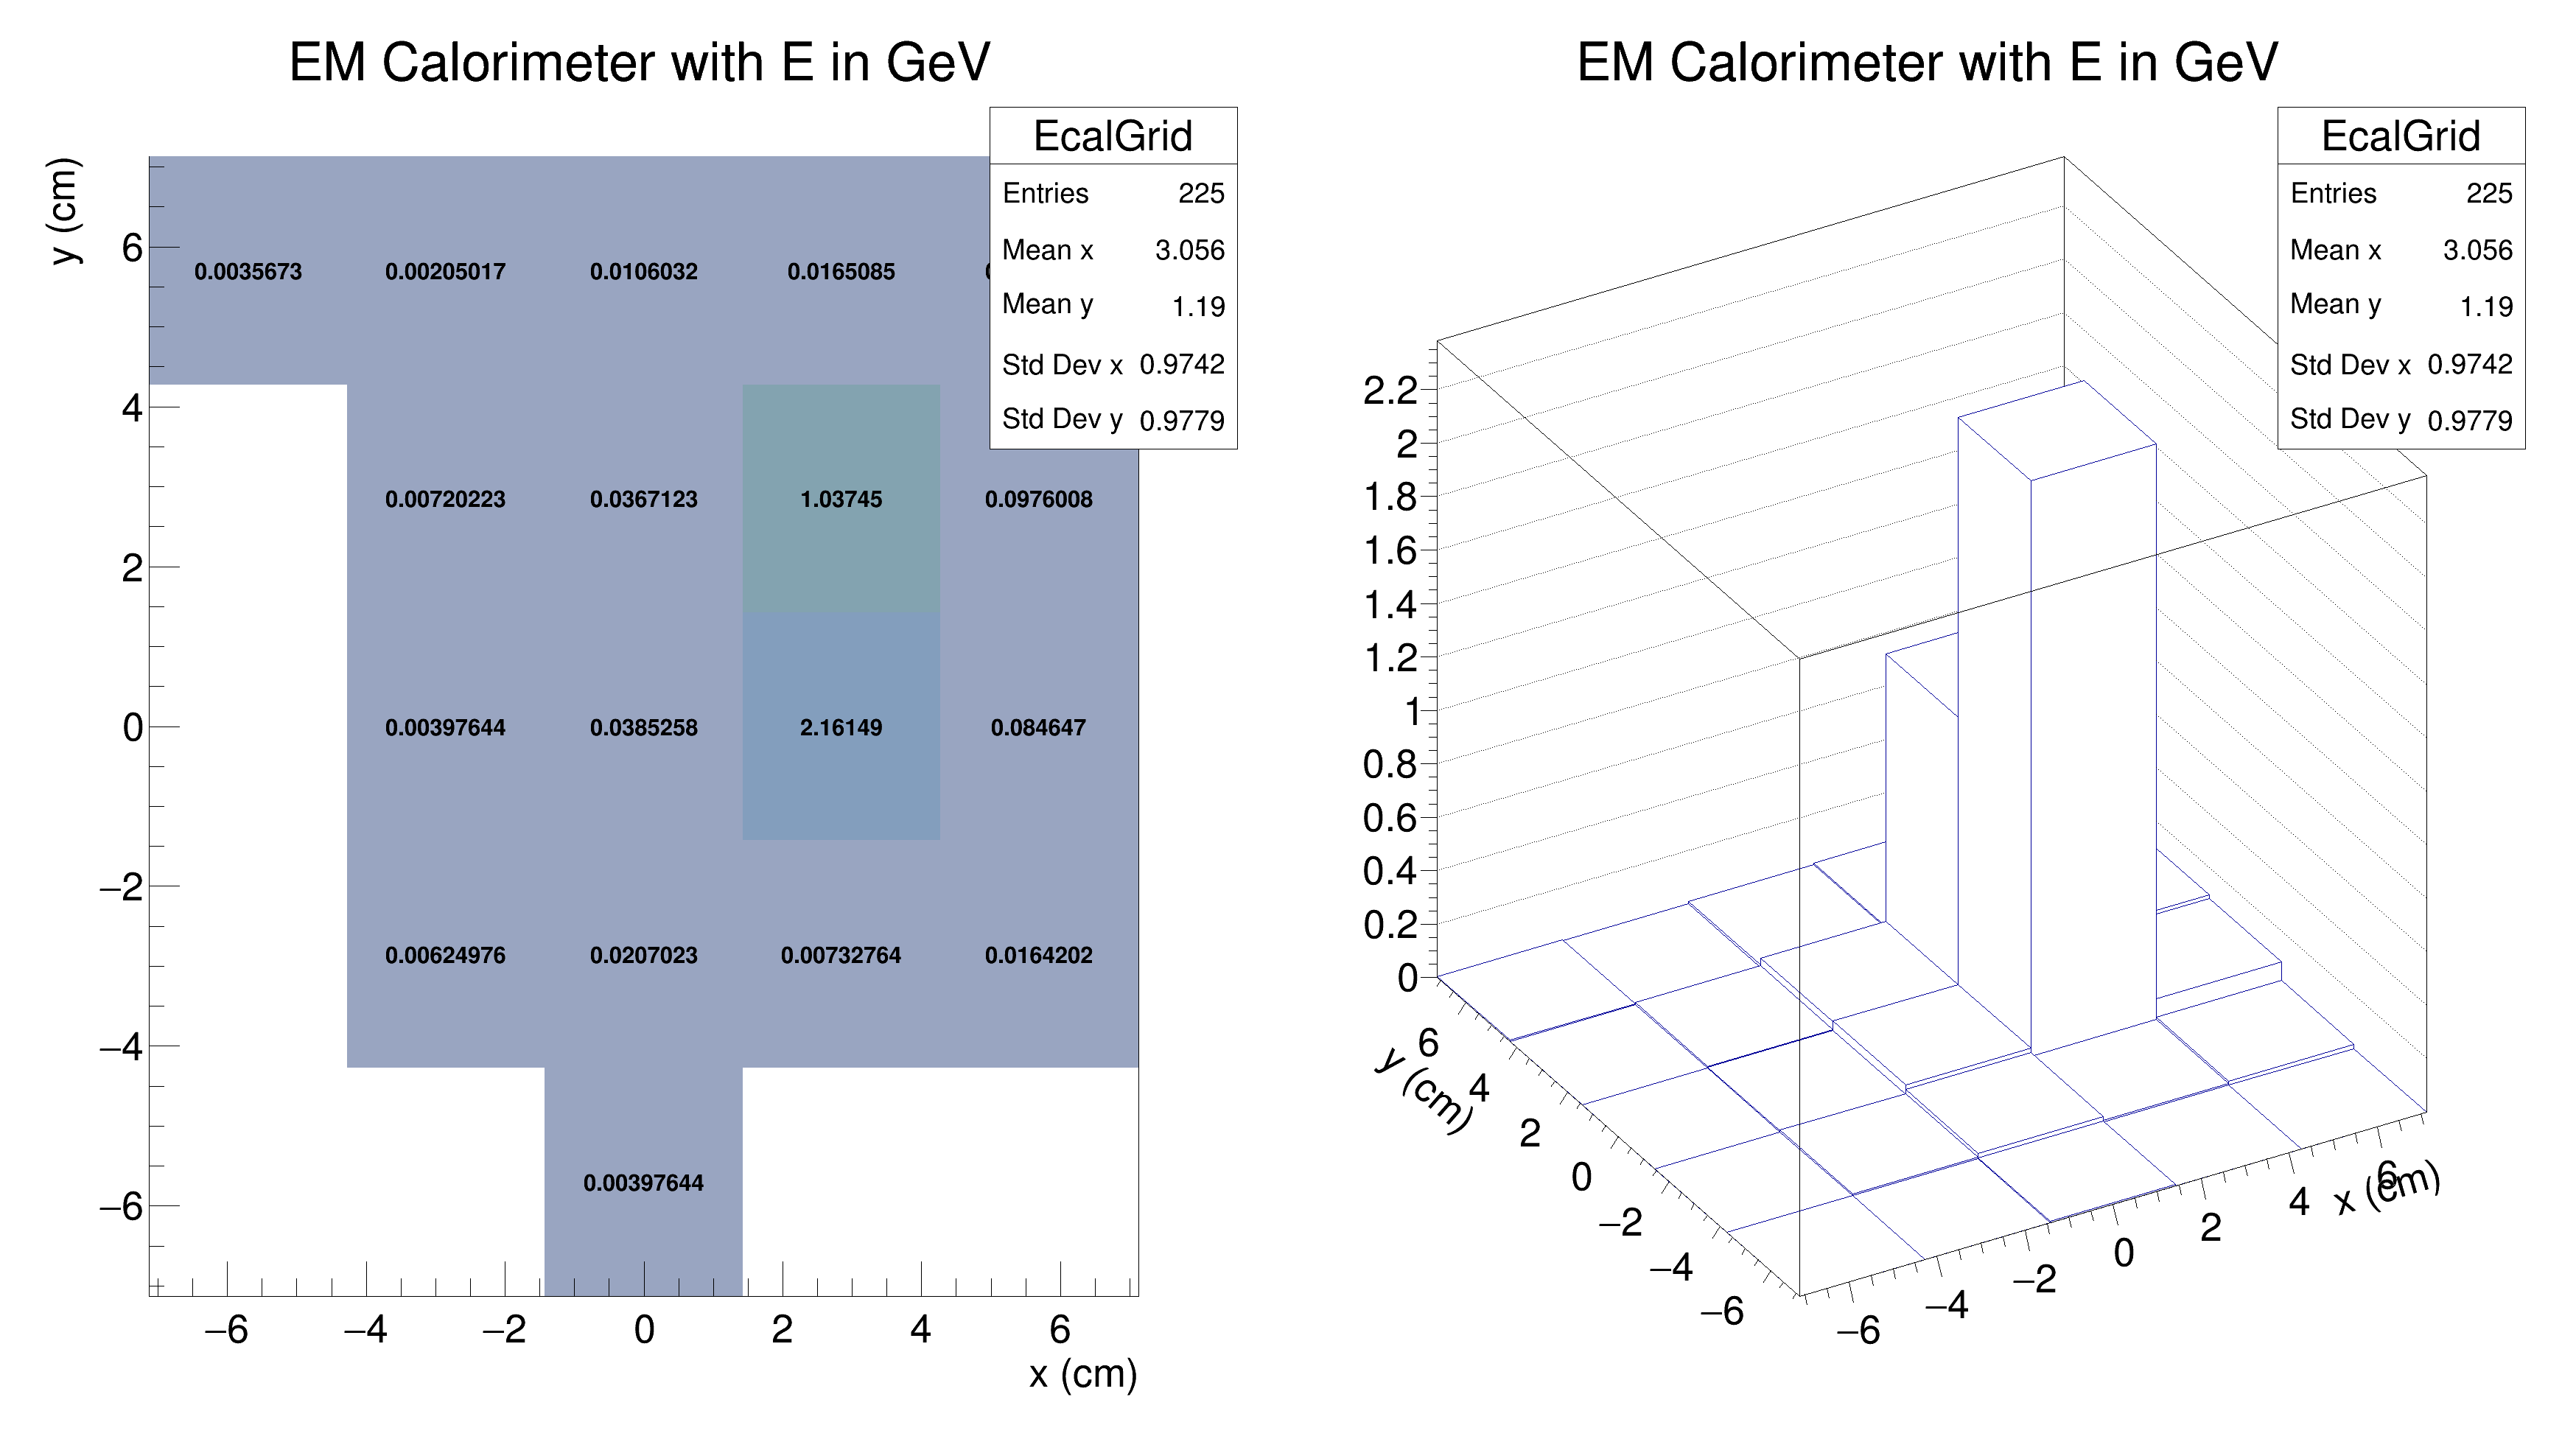 EM Calorimeter with E in GeV
EcalGrid
Entries 225
Mean x 3.056
Mean y 1.19
Std Dev x 0.9742
Std Dev y 0.9779
y (cm)
6
4
2
0
−2
−4
−6
0.0035673 0.00205017 0.0106032 0.0165085
0.00720223 0.0367123 1.03745 0.0976008
0.00397644 0.0385258 2.16149 0.084647
0.00624976 0.0207023 0.00732764 0.0164202
0.00397644
−6 −4 −2 0 2 4 6
x (cm)
EM Calorimeter with E in GeV
EcalGrid
Entries 225
Mean x 3.056
Mean y 1.19
Std Dev x 0.9742
Std Dev y 0.9779
2.2
2
1.8
1.6
1.4
1.2
1
0.8
0.6
0.4
0.2
0
y (cm)
6
4
2
0
−2
−4
−6
−6 −4 −2 0 2 4 6
x (cm)